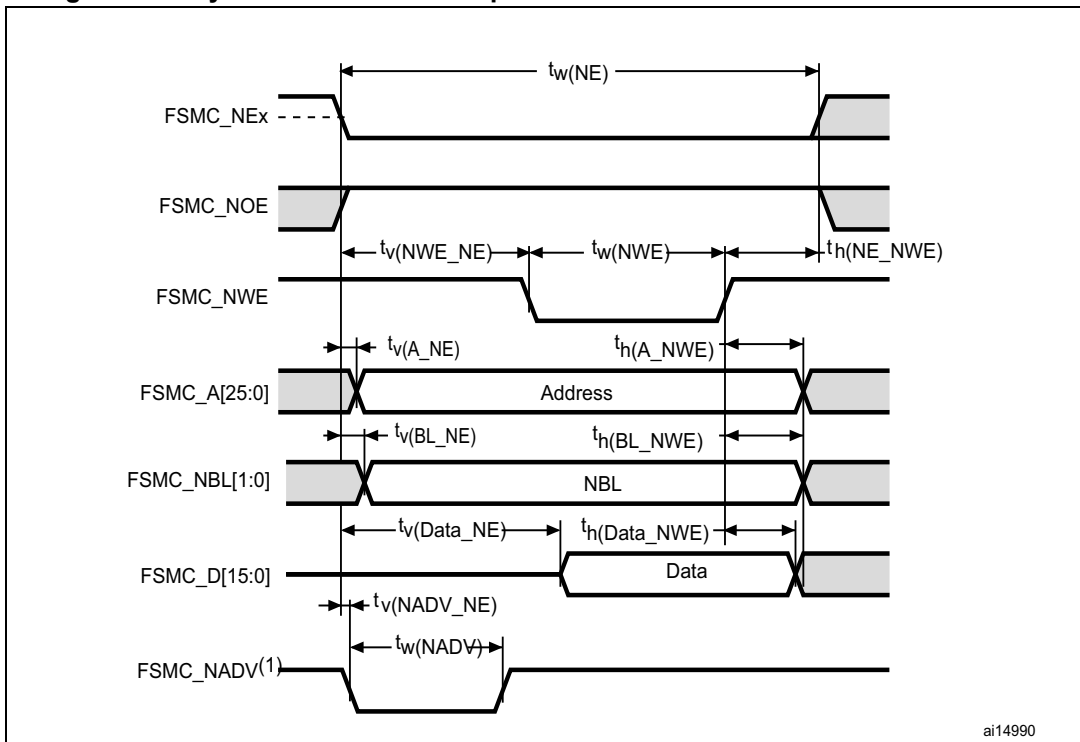 tw(NE)
FSMC_NEx
FSMC_NOE
tv(NWE_NE)
tw(NWE)
th(NE_NWE)
FSMC_NWE
tv(A_NE)
th(A_NWE)
FSMC_A[25:0]
Address
tv(BL_NE)
th(BL_NWE)
FSMC_NBL[1:0]
NBL
tv(Data_NE)
th(Data_NWE)
FSMC_D[15:0]
Data
tv(NADV_NE)
tw(NADV)
FSMC_NADV(1)
ai14990